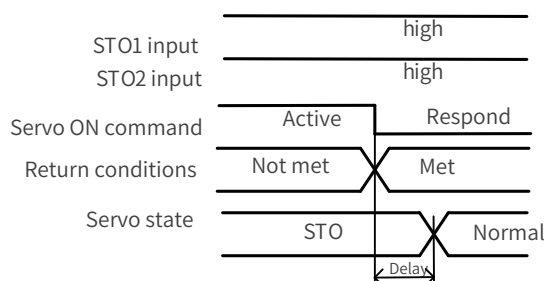 high
STO1 input
high
STO2 input
Active Respond
Servo ON command
Return conditions Not met Met
Servo state STO Normal
Delay